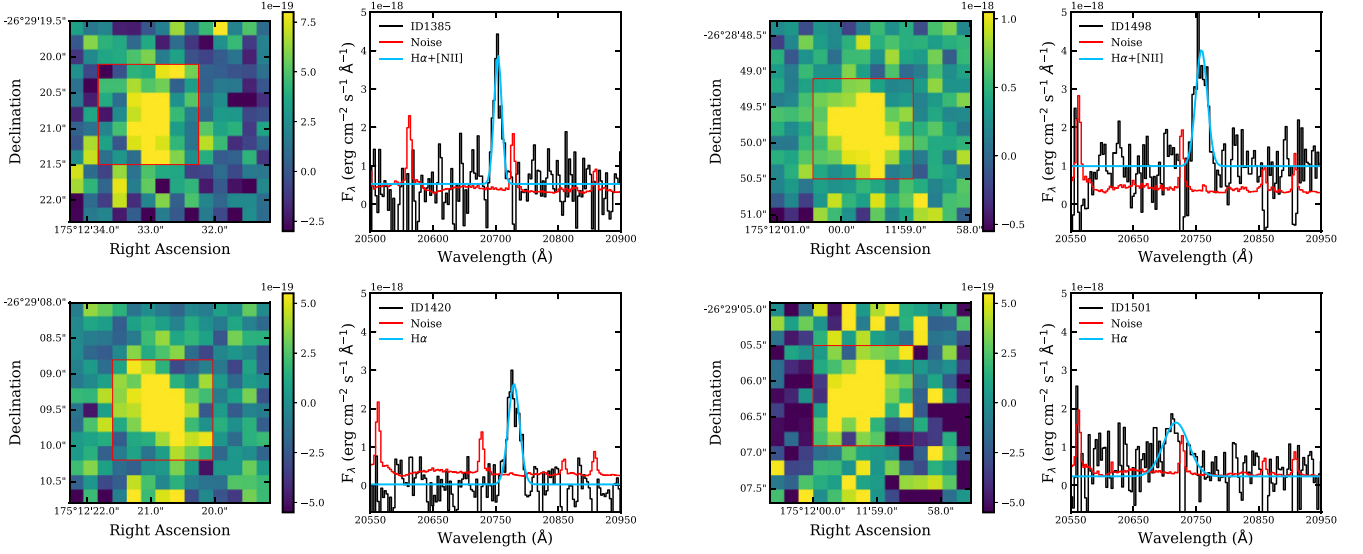 1e−19
-26°29'19.5"
20.0"
20.5"
21.0"
21.5"
22.0"
Declination
175°12'34.0"
33.0"
32.0"
Right Ascension
7.5
5.0
2.5
0.0
−2.5
1e−18
5
4
3
2
1
0
F_λ (erg cm⁻² s⁻¹ Å⁻¹)
ID1385
Noise
Hα+[NII]
20500
20600
20700
20800
20900
Wavelength (Å)
1e−18
-26°28'48.5"
49.0"
49.5"
50.0"
50.5"
51.0"
Declination
175°12'01.0"
00.0"
11'59.0"
58.0"
Right Ascension
1.0
0.5
0.0
−0.5
1e−18
5
4
3
2
1
0
F_λ (erg cm⁻² s⁻¹ Å⁻¹)
ID1498
Noise
Hα+[NII]
20550
20650
20750
20850
20950
Wavelength (Å)
1e−19
-26°29'08.0"
08.5"
09.0"
09.5"
10.0"
10.5"
Declination
175°12'22.0"
21.0"
20.0"
Right Ascension
5.0
2.5
0.0
−2.5
−5.0
1e−18
5
4
3
2
1
0
F_λ (erg cm⁻² s⁻¹ Å⁻¹)
ID1420
Noise
Hα
20550
20650
20750
20850
20950
Wavelength (Å)
1e−19
-26°29'05.0"
05.5"
06.0"
06.5"
07.0"
07.5"
Declination
175°12'00.0"
11'59.0"
58.0"
Right Ascension
5.0
2.5
0.0
−2.5
−5.0
1e−18
5
4
3
2
1
0
F_λ (erg cm⁻² s⁻¹ Å⁻¹)
ID1501
Noise
Hα
20550
20650
20750
20850
20950
Wavelength (Å)